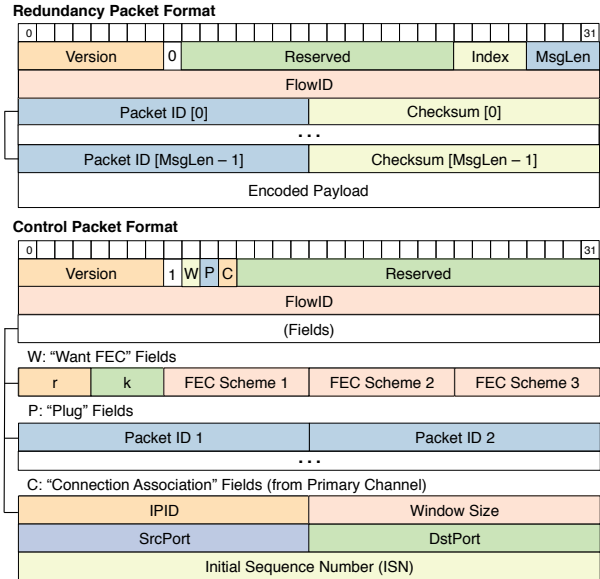 Redundancy Packet Format
0 31
Version 0 Reserved Index MsgLen
FlowID
Packet ID [0] Checksum [0]
...
Packet ID [MsgLen – 1] Checksum [MsgLen – 1]
Encoded Payload
Control Packet Format
0 31
Version 1 W P C Reserved
FlowID
(Fields)
W: “Want FEC” Fields
r k FEC Scheme 1 FEC Scheme 2 FEC Scheme 3
P: “Plug” Fields
Packet ID 1 Packet ID 2
...
C: “Connection Association” Fields (from Primary Channel)
IPID Window Size
SrcPort DstPort
Initial Sequence Number (ISN)